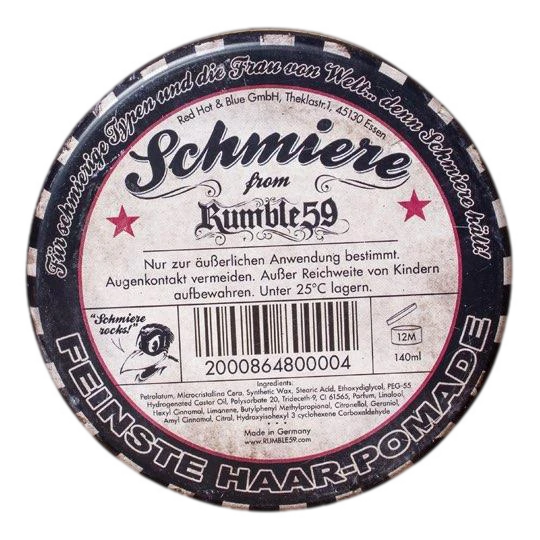 Für schmierige Typen und die Frau von Welt... denn Schmiere hält!
Red Hot & Blue GmbH, Theklastr.1, 45130 Essen
Schmiere
from
Rumble59
Nur zur äußerlichen Anwendung bestimmt.
Augenkontakt vermeiden. Außer Reichweite von Kindern
aufbewahren. Unter 25°C lagern.
"Schmiere
rocks!"
2000864800004
12M
140ml
Ingredients:
Petrolatum, Microcristallina Cera, Synthetic Wax, Stearic Acid, Ethoxydiglycol, PEG-55
Hydrogenated Castor Oil, Polysorbate 20, Trideceth-9, CI 61565, Parfum, Linalool,
Hexyl Cinnamal, Limonene, Butylphenyl Methylpropional, Citronellol, Geraniol,
Amyl Cinnamal, Citral, Hydroxyisohexyl 3 cyclohexene Carboxaldehyde
Made in Germany
www.RUMBLE59.com
FEINSTE HAAR-POMADE